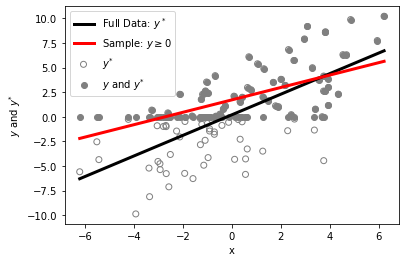 Full Data: y*
Sample: y ≥ 0
y*
y and y*
10.0
7.5
5.0
2.5
0.0
−2.5
−5.0
−7.5
−10.0
y and y*
−6
−4
−2
0
2
4
6
x